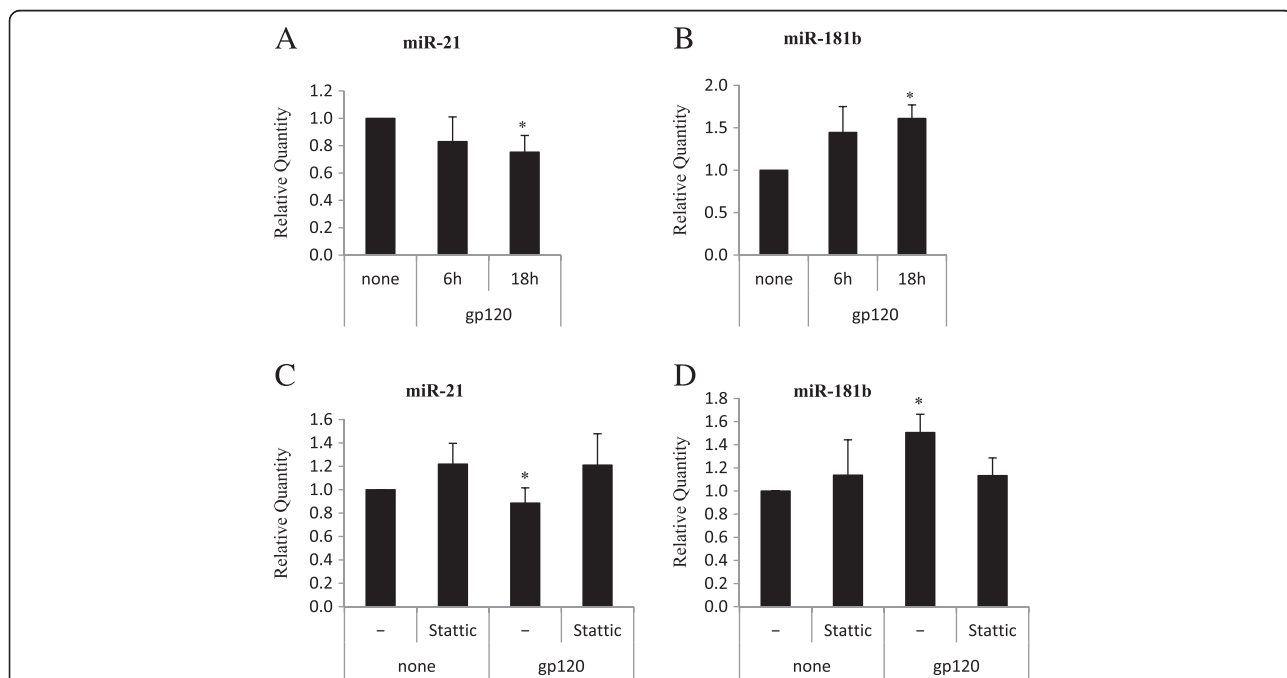 A
miR-21
Relative Quantity
1.2
1.0
0.8
0.6
0.4
0.2
0.0
*
none 6h 18h
gp120
B
miR-181b
Relative Quantity
2.0
1.5
1.0
0.5
0.0
*
none 6h 18h
gp120
C
miR-21
Relative Quantity
1.6
1.4
1.2
1.0
0.8
0.6
0.4
0.2
0.0
*
– Stattic – Stattic
none gp120
D
miR-181b
Relative Quantity
1.8
1.6
1.4
1.2
1.0
0.8
0.6
0.4
0.2
0.0
*
– Stattic – Stattic
none gp120